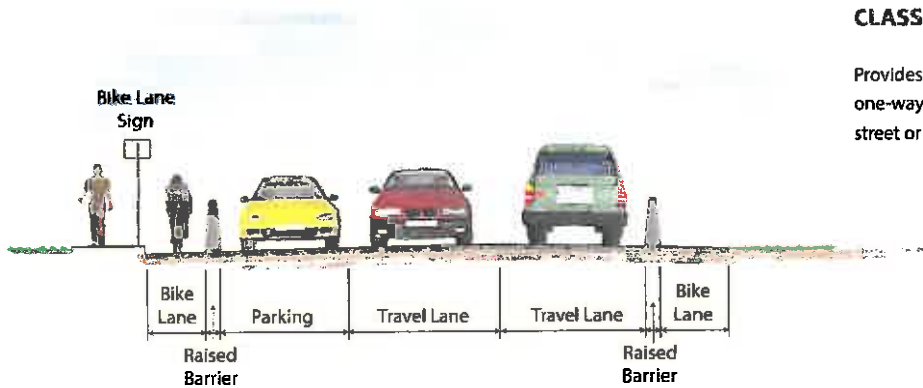 CLASS
Provides
one-way
street or
Bike Lane
Sign
Bike
Lane
Parking
Travel Lane
Travel Lane
Bike
Lane
Raised
Barrier
Raised
Barrier